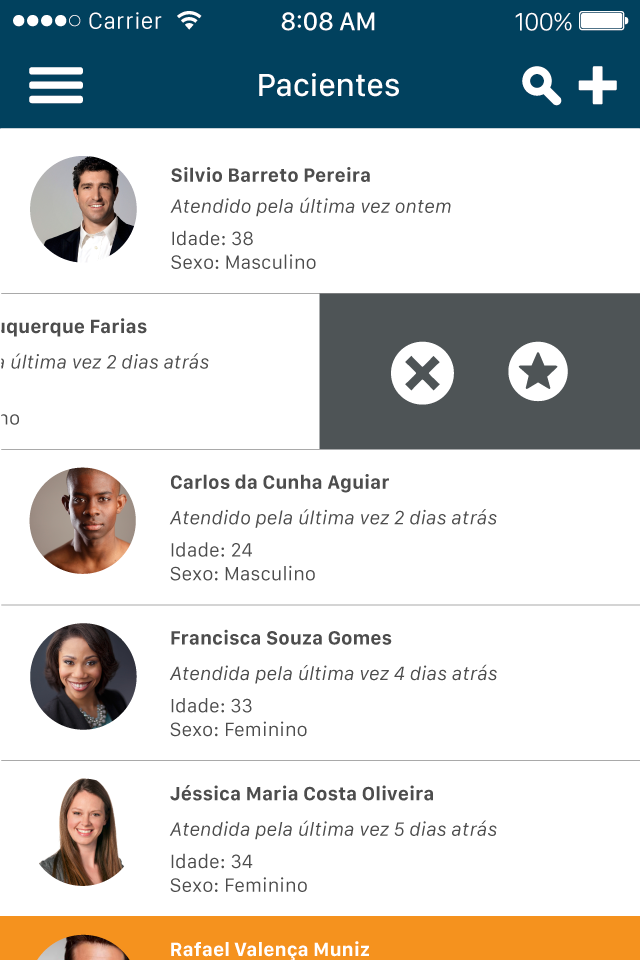 Carrier 8:08 AM 100%
Pacientes
Silvio Barreto Pereira
Atendido pela última vez ontem
Idade: 38
Sexo: Masculino
Farias
última vez 2 dias atrás
Carlos da Cunha Aguiar
Atendido pela última vez 2 dias atrás
Idade: 24
Sexo: Masculino
Francisca Souza Gomes
Atendida pela última vez 4 dias atrás
Idade: 33
Sexo: Feminino
Jéssica Maria Costa Oliveira
Atendida pela última vez 5 dias atrás
Idade: 34
Sexo: Feminino
Rafael Valença Muniz